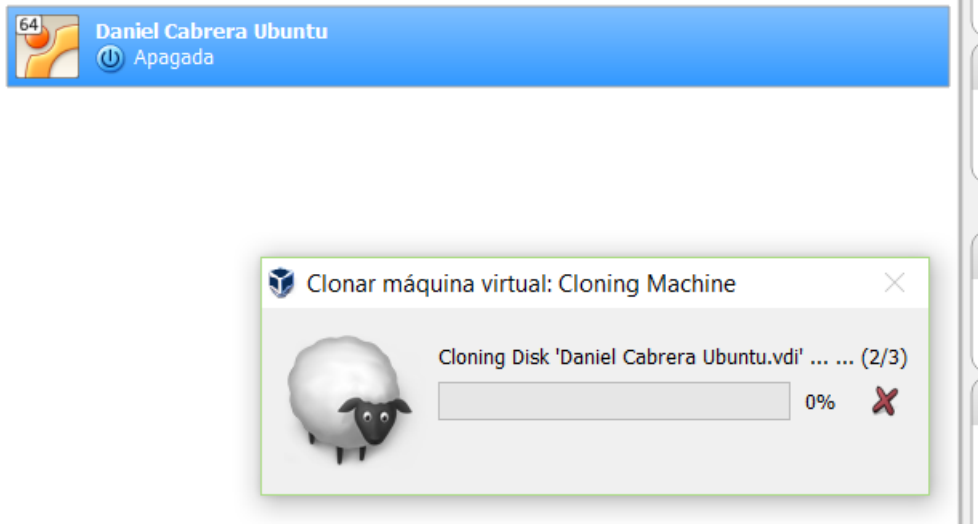 64
Daniel Cabrera Ubuntu
Apagada
Clonar máquina virtual: Cloning Machine
Cloning Disk 'Daniel Cabrera Ubuntu.vdi' ... ... (2/3)
0%